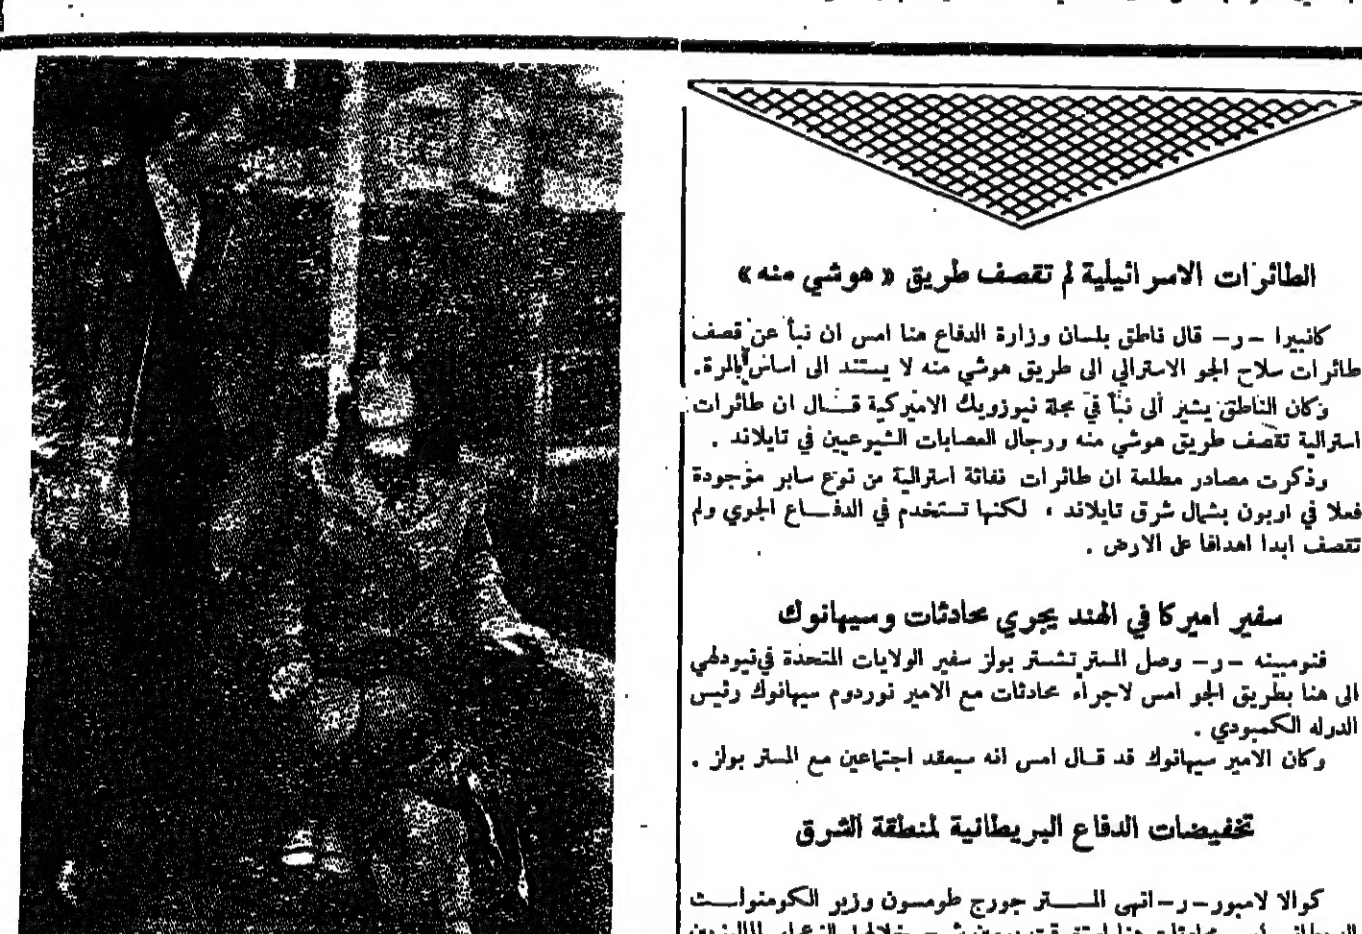 الطائرات الاسرائيلية لم تقصف طريق « هوشي منه »
كانبيرا -ر- قال ناطق بلسان وزارة الدفاع هنا امس ان نبأ عن قصف
طائرات سلاح الجو الاسترالي الى طريق هوشي منه لا يستند الى اساس بالمرة.
وكان الناطق يشير الى نبأ في مجلة نيوزويك الاميركية قـــال ان طائرات
استرالية تقصف طريق هوشي منه ورجال العصابات الشيوعيين في تايلاند .
وذكرت مصادر مطلعة ان طائرات نفاثة استرالية من نوع سابر موجودة
فعلا في اوبون بشمال شرق تايلاند ، لكنها تستخدم في الدفــاع الجوي ولم
تقصف ابدا اهدافا على الارض .
سفير اميركا في الهند يجري محادثات وسيهانوك
فنومبينه -ر- وصل المستر تشستر بولز سفير الولايات المتحدة في نيودلهي
الى هنا بطريق الجو امس لاجراء محادثات مع الامير نوردوم سيهانوك رئيس
الدوله الكمبودي .
وكان الامير سيهانوك قد قــال امس انه سيعقد اجتماعين مع المستر بولز .
تخفيضات الدفاع البريطانية لمنطقة الشرق
كوالا لامبور-ر-انهى المـــتر جورج طومسون وزير الكومنولــث